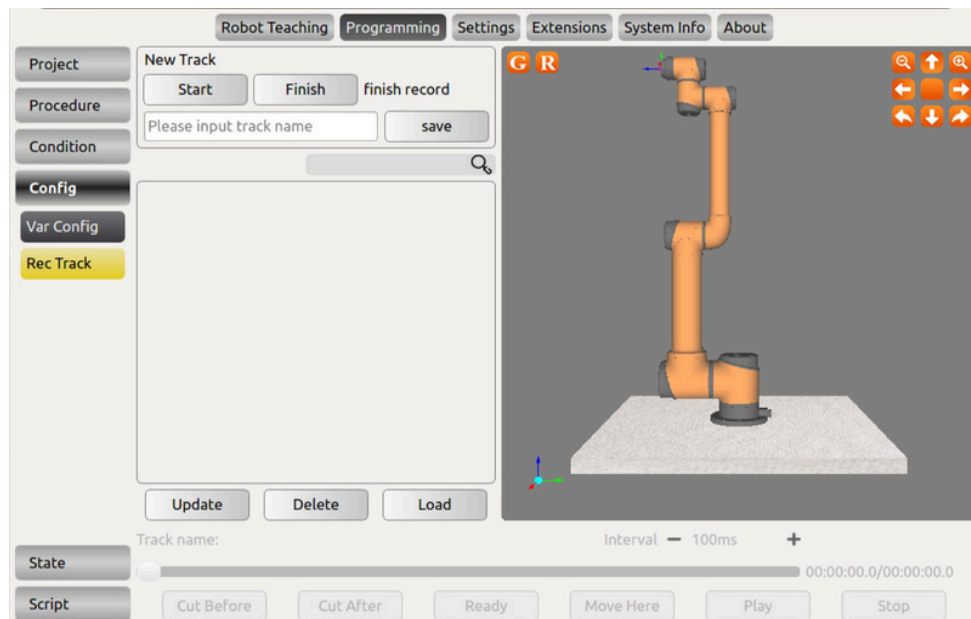 Robot Teaching Programming Settings Extensions System Info About
Project
Procedure
Condition
Config
Var Config
Rec Track
State
Script
New Track
Start Finish finish record
Please input track name save
Update Delete Load
G R
Track name: Interval 100ms +
00:00:00.0/00:00:00.0
Cut Before Cut After Ready Move Here Play Stop